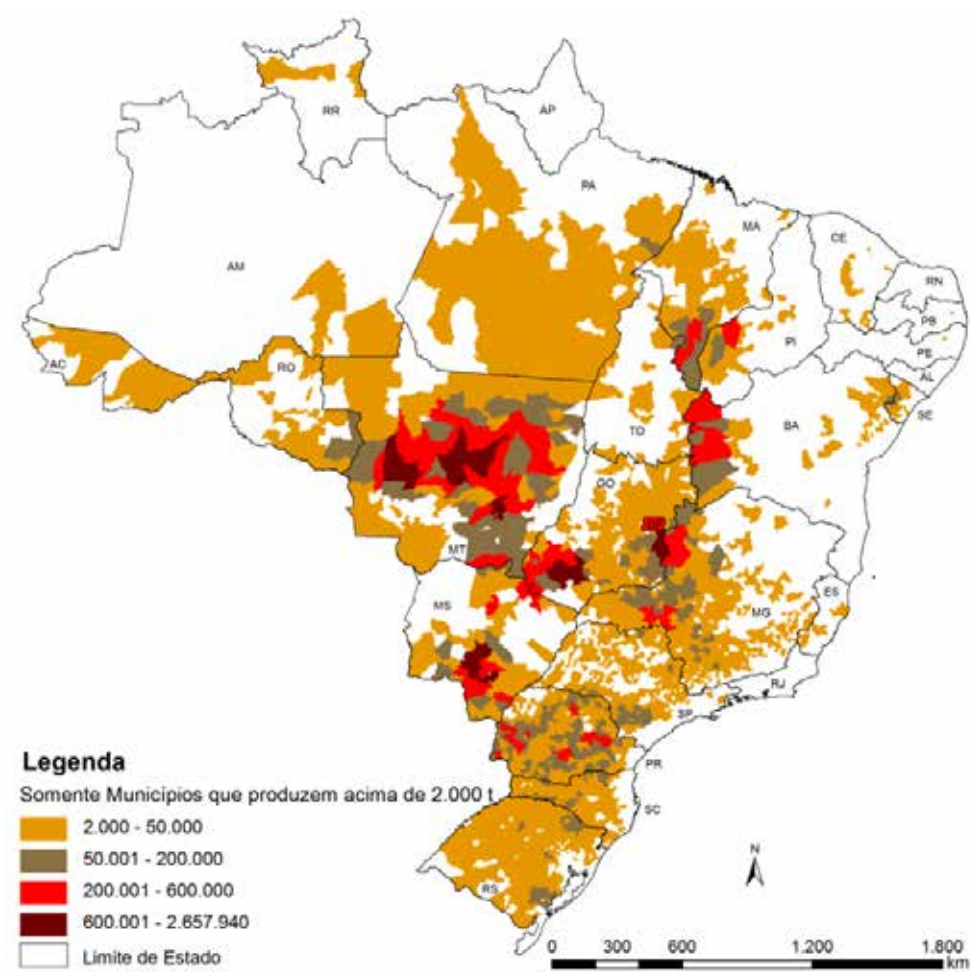 RR
AP
AM
PA
MA
CE
RN
PB
PE
AL
SE
PI
AC
RO
TO
BA
GO
MT
MS
MG
ES
RJ
SP
PR
SC
RS
Legenda
Somente Municípios que produzem acima de 2.000 t
2.000 - 50.000
50.001 - 200.000
200.001 - 600.000
600.001 - 2.657.940
Limite de Estado
N
0 300 600 1.200 1.800
km